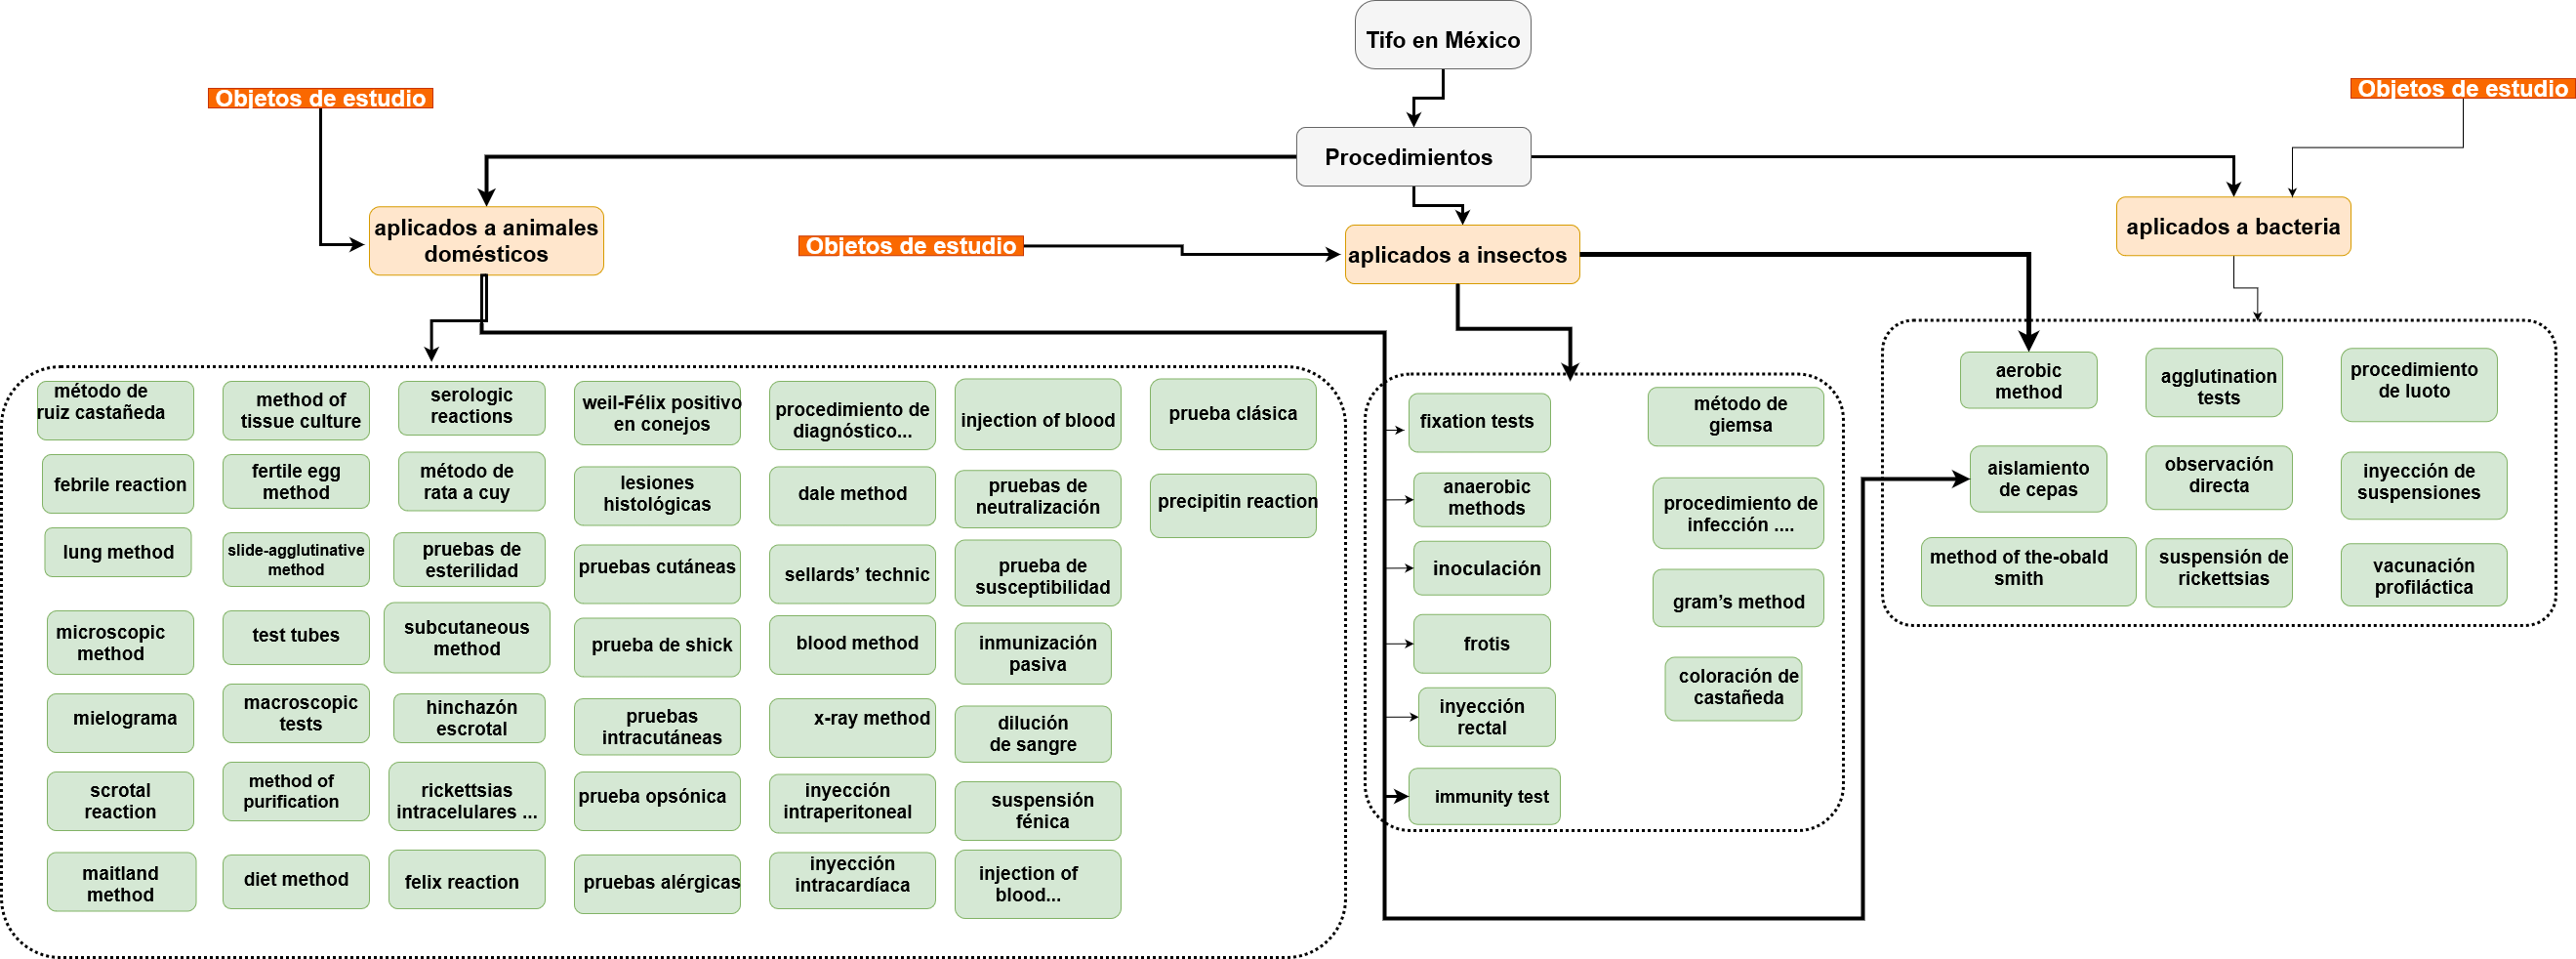 Tifo en México
Objetos de estudio
Objetos de estudio
Procedimientos
aplicados a animales
domésticos
Objetos de estudio
aplicados a insectos
aplicados a bacteria
método de
ruiz castañeda
febrile reaction
lung method
microscopic
method
mielograma
scrotal
reaction
maitland
method
method of
tissue culture
fertile egg
method
slide-agglutinative
method
test tubes
macroscopic
tests
method of
purification
diet method
serologic
reactions
método de
rata a cuy
pruebas de
esterilidad
subcutaneous
method
hinchazón
escrotal
rickettsias
intracelulares ...
felix reaction
weil-Félix positivo
en conejos
lesiones
histológicas
pruebas cutáneas
prueba de shick
pruebas
intracutáneas
prueba opsónica
pruebas alérgicas
procedimiento de
diagnóstico...
dale method
sellards’ technic
blood method
x-ray method
inyección
intraperitoneal
inyección
intracardíaca
injection of blood
pruebas de
neutralización
prueba de
susceptibilidad
inmunización
pasiva
dilución
de sangre
suspensión
fénica
injection of
blood...
prueba clásica
precipitin reaction
fixation tests
anaerobic
methods
inoculación
frotis
inyección
rectal
immunity test
método de
giemsa
procedimiento de
infección ....
gram’s method
coloración de
castañeda
aerobic
method
aislamiento
de cepas
method of the-obald
smith
agglutination
tests
observación
directa
suspensión de
rickettsias
procedimiento
de luoto
inyección de
suspensiones
vacunación
profiláctica